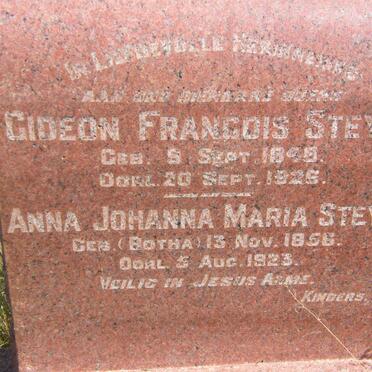 IN LIEFDEVOLLE HERINNERING
AAN ONS DIERBARE OUERS
GIDEON FRANCOIS STEY
GEB. 5 SEPT. 1848.
OORL. 20 SEPT. 1926.
ANNA JOHANNA MARIA STEY
GEB. (BOTHA) 13 NOV. 1856.
OORL. 5 AUG. 1923.
VEILIG IN JESUS ARME.
KINDERS.